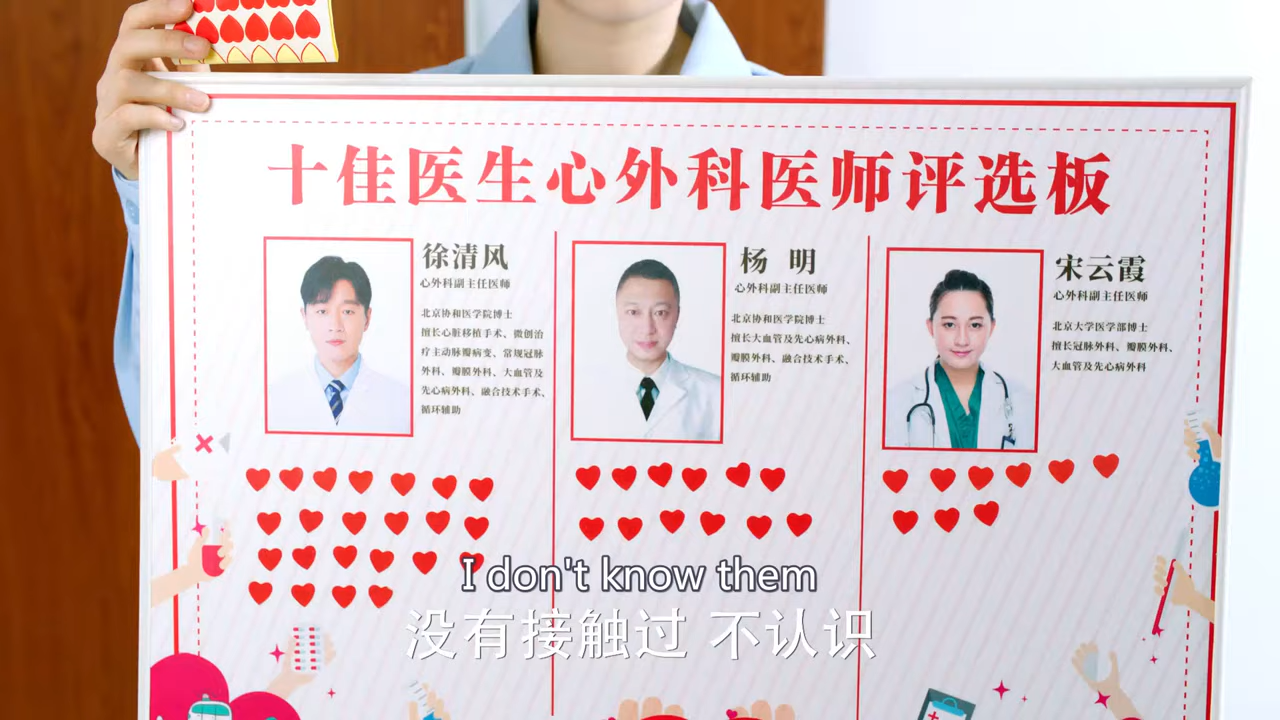 十佳医生心外科医师评选板
徐清风
心外科副主任医师
北京协和医学院博士
擅长心脏移植手术、微创治
疗主动脉瓣病变、常规冠脉
外科、瓣膜外科、大血管及
先心病外科、融合技术手术、
循环辅助
杨 明
心外科副主任医师
北京协和医学院博士
擅长大血管及先心病外科、
瓣膜外科、融合技术手术、
循环辅助
宋云霞
心外科副主任医师
北京大学医学部博士
擅长冠脉外科、瓣膜外科、
大血管及先心病外科
I don't know them
没有接触过 不认识